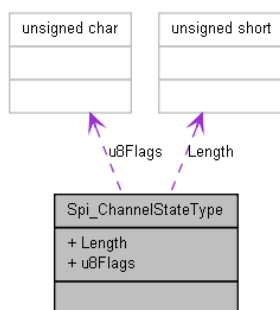 unsigned char
unsigned short
u8Flags
Length
Spi_ChannelStateType
+ Length
+ u8Flags